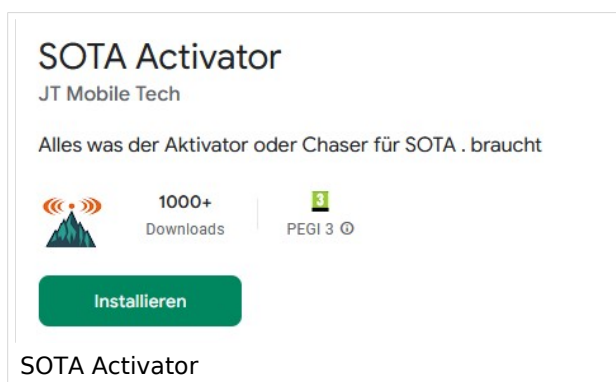 SOTA Activator
JT Mobile Tech
Alles was der Aktivator oder Chaser für SOTA . braucht
1000+
Downloads
3
PEGI 3 ⓘ
Installieren
SOTA Activator